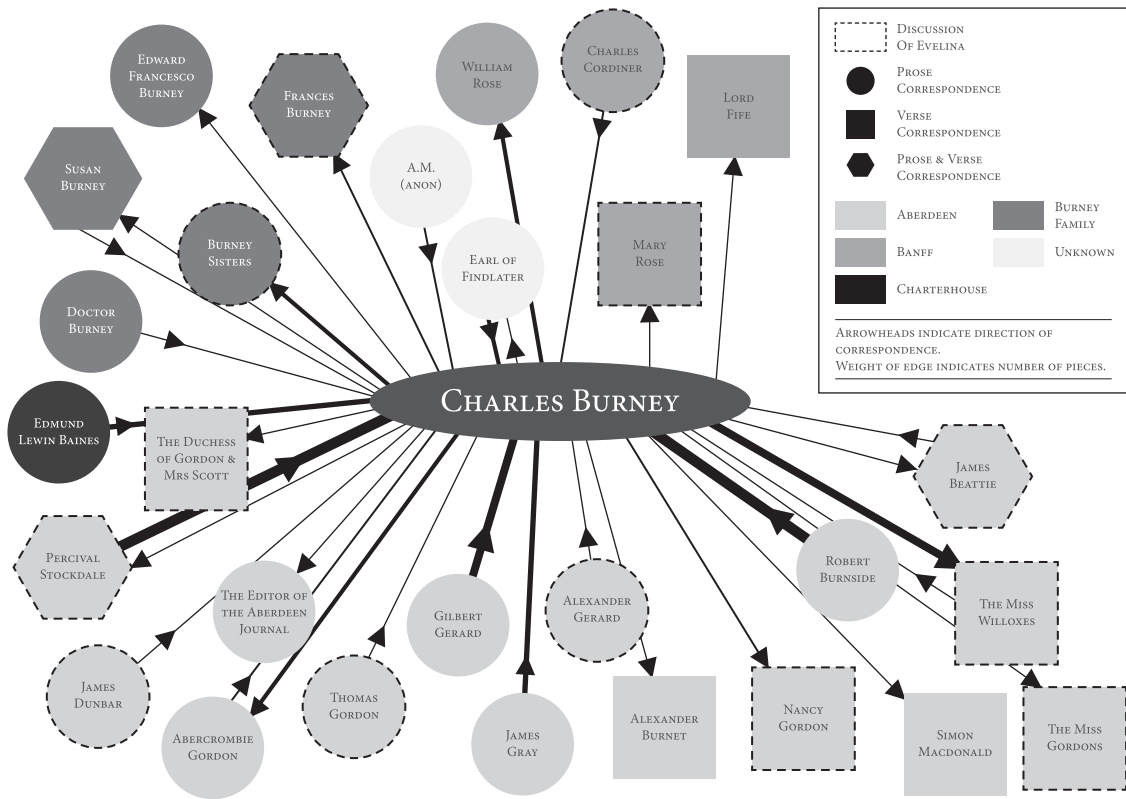 Edward
Francesco
Burney
Frances
Burney
William
Rose
Charles
Cordiner
Lord
Fife
Susan
Burney
A.M.
(anon)
Burney
Sisters
Earl of
Findlater
Mary
Rose
Doctor
Burney
Edmund
Lewin Baines
Charles Burney
The Duchess
of Gordon &
Mrs Scott
James
Beattie
Percival
Stockdale
The Editor of
the Aberdeen
Journal
Gilbert
Gerard
Alexander
Gerard
Robert
Burnside
The Miss
Willoxes
James
Dunbar
Abercrombie
Gordon
Thomas
Gordon
James
Gray
Alexander
Burnet
Nancy
Gordon
Simon
Macdonald
The Miss
Gordons
Discussion
Of Evelina
Prose
Correspondence
Verse
Correspondence
Prose & Verse
Correspondence
Aberdeen
Burney
Family
Banff
Unknown
Charterhouse
Arrowheads indicate direction of
correspondence.
Weight of edge indicates number of pieces.